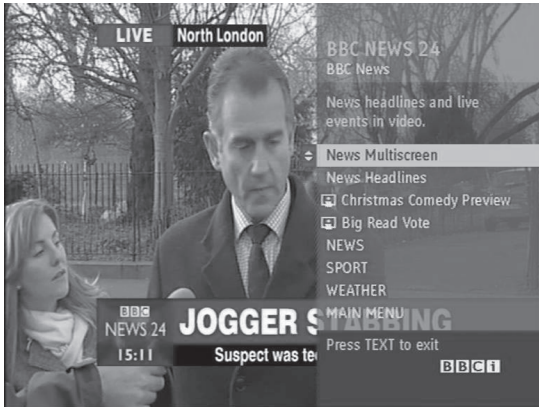 LIVE North London
BBC NEWS 24
BBC News
News headlines and live
events in video.
News Multiscreen
News Headlines
Christmas Comedy Preview
Big Read Vote
NEWS
SPORT
WEATHER
MAIN MENU
Press TEXT to exit
BBCi
BBC
NEWS 24
15:11
JOGGER STABBING
Suspect was